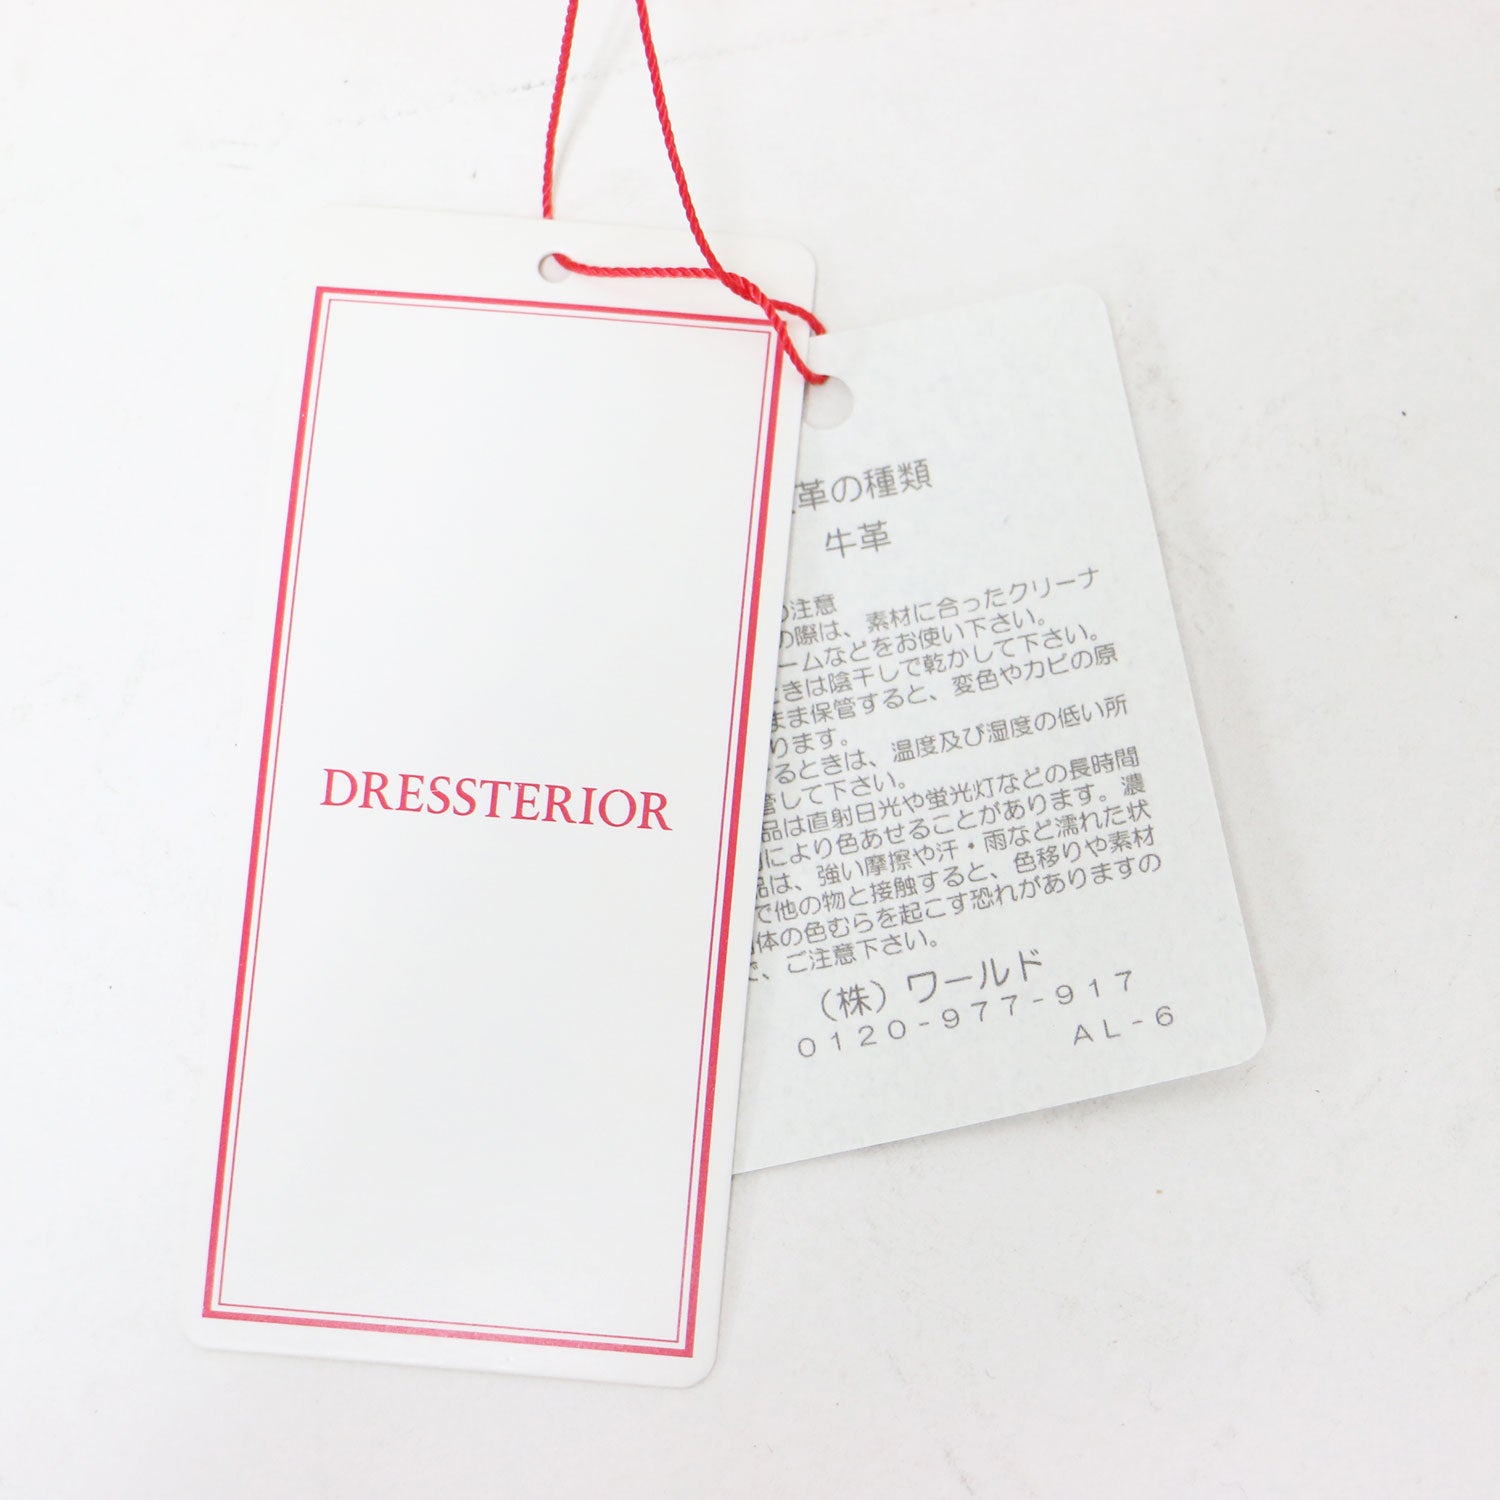 DRESSTERIOR
革の種類
牛革
注意
の際は、素材に合ったクリーナ
ームなどをお使い下さい。
ときは陰干しで乾かして下さい。
まま保管すると、変色やカビの原
ります。
るときは、温度及び湿度の低い所
管して下さい。
品は直射日光や蛍光灯などの長時間
により色あせることがあります。濃
品は、強い摩擦や汗・雨など濡れた状
で他の物と接触すると、色移りや素材
体の色むらを起こす恐れがありますの
で、ご注意下さい。
(株) ワールド
0120-977-917
AL-6